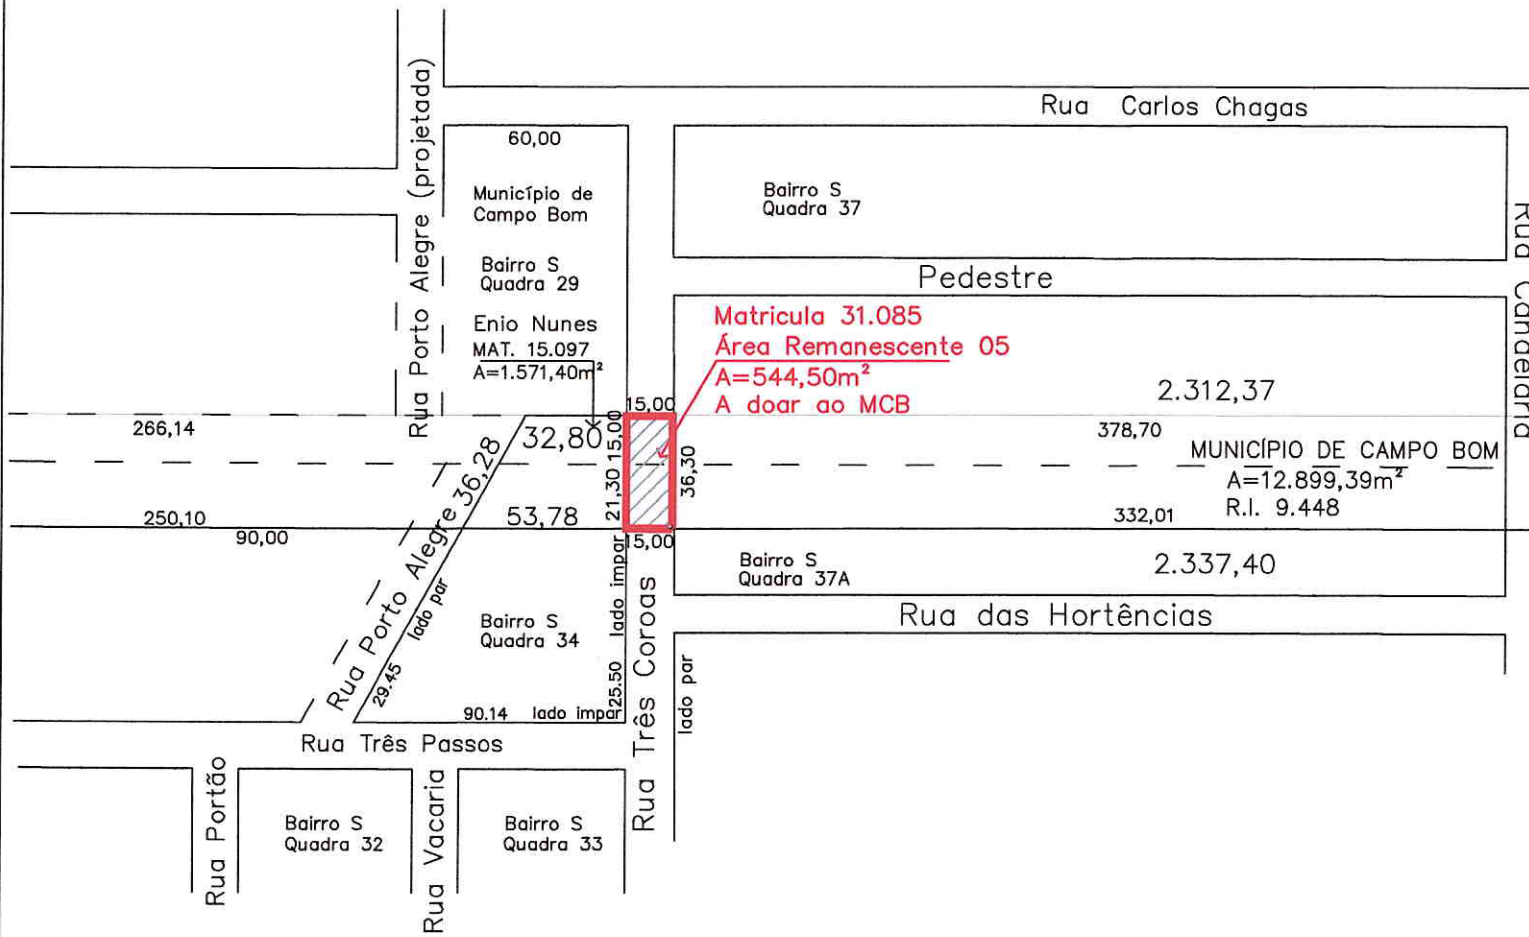 Rua Carlos Chagas
Rua Porto Alegre (projetada)
60,00
Município de
Campo Bom
Bairro S
Quadra 29
Enio Nunes
MAT. 15.097
A=1.571,40m²
Bairro S
Quadra 37
Rua Candelária
Pedestre
Matricula 31.085
Área Remanescente 05
A=544,50m²
A doar ao MCB
2.312,37
15,00
266,14
32,80
15,00
378,70
MUNICÍPIO DE CAMPO BOM
A=12.899,39m²
R.I. 9.448
36,28
21,30
36,30
250,10
90,00
53,78
15,00
332,01
Rua Porto Alegre
lado par
29.45
Bairro S
Quadra 34
lado impar
25.50
90.14 lado impar
Bairro S
Quadra 37A
2.337,40
Rua das Hortências
Rua Três Coroas
lado par
Rua Três Passos
Rua Portão
Bairro S
Quadra 32
Rua Vacaria
Bairro S
Quadra 33